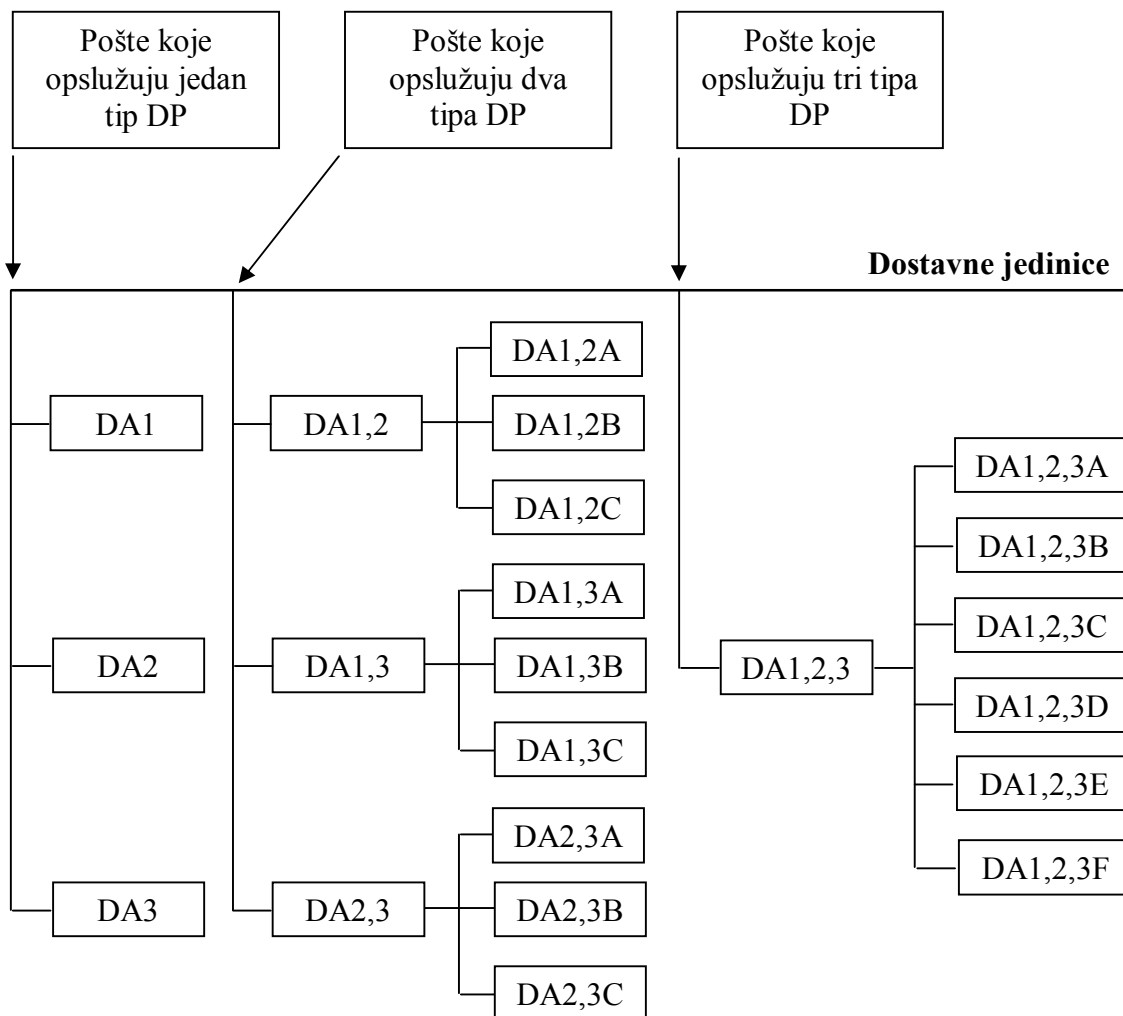 Pošte koje
opslužuju jedan
tip DP
Pošte koje
opslužuju dva
tipa DP
Pošte koje
opslužuju tri tipa
DP
Dostavne jedinice
DA1
DA2
DA3
DA1,2
DA1,2A
DA1,2B
DA1,2C
DA1,3
DA1,3A
DA1,3B
DA1,3C
DA2,3
DA2,3A
DA2,3B
DA2,3C
DA1,2,3
DA1,2,3A
DA1,2,3B
DA1,2,3C
DA1,2,3D
DA1,2,3E
DA1,2,3F